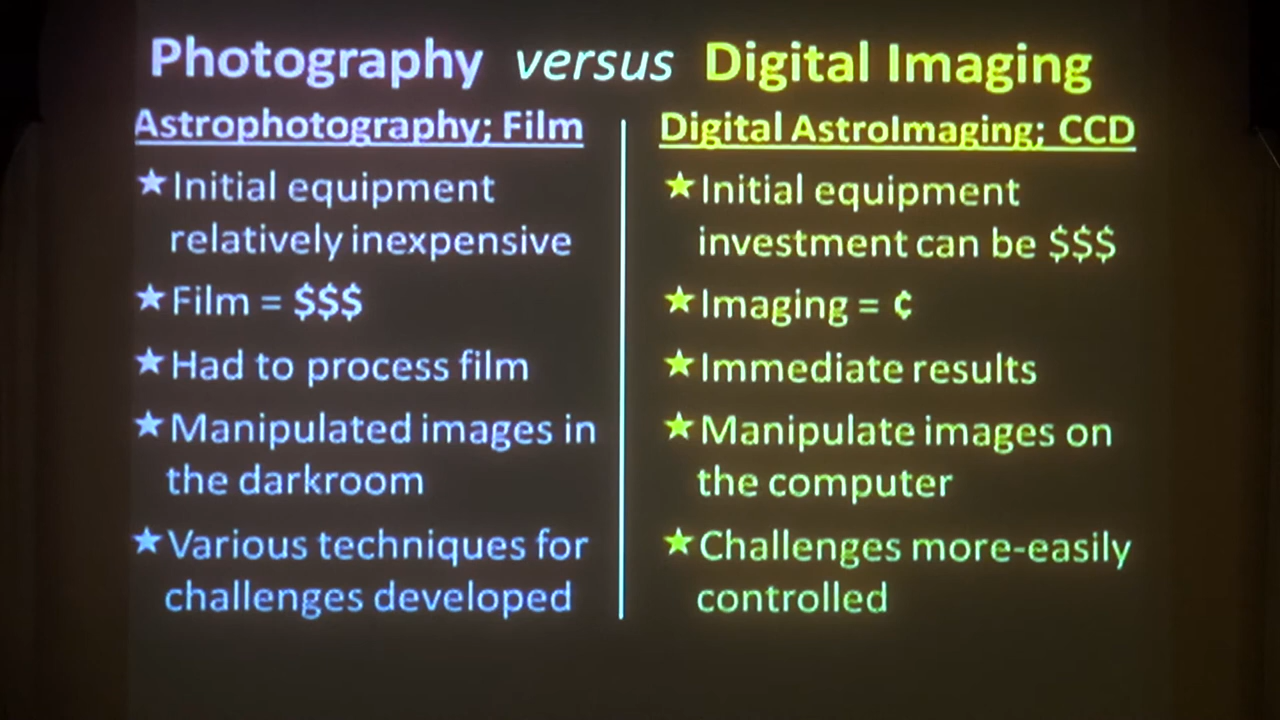 Photography versus Digital Imaging
Astrophotography; Film
★Initial equipment
relatively inexpensive
★Film = $$$
★Had to process film
★Manipulated images in
the darkroom
★Various techniques for
challenges developed
Digital AstroImaging; CCD
★Initial equipment
investment can be $$$
★Imaging = ¢
★Immediate results
★Manipulate images on
the computer
★Challenges more-easily
controlled